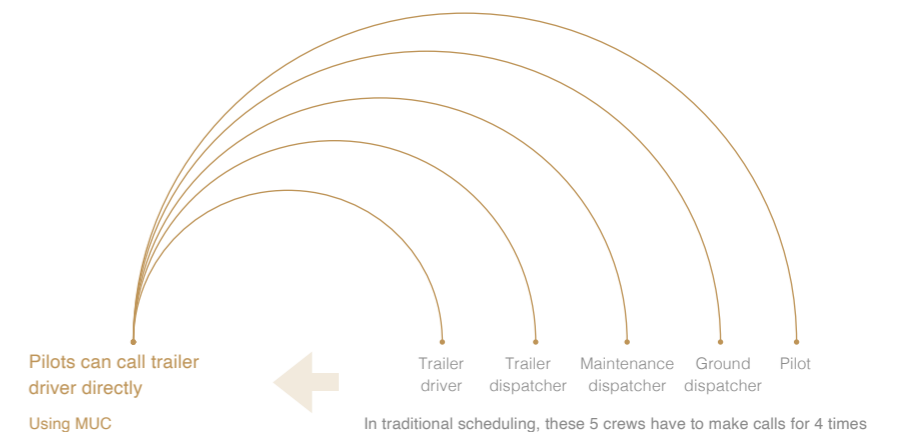 Pilots can call trailer
driver directly
Using MUC
Trailer
driver
Trailer
dispatcher
Maintenance
dispatcher
Ground
dispatcher
Pilot
In traditional scheduling, these 5 crews have to make calls for 4 times